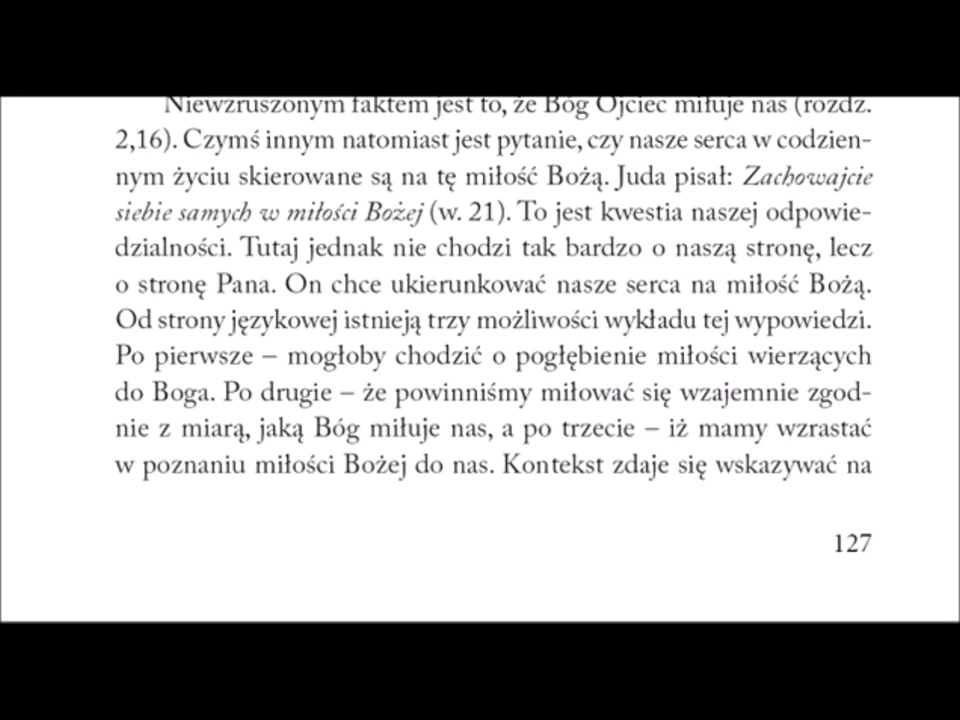 Niewzruszonym faktem jest to, że Bóg Ojciec miłuje nas (rozdz.
2,16). Czymś innym natomiast jest pytanie, czy nasze serca w codzien-
nym życiu skierowane są na tę miłość Bożą. Juda pisał: Zachowajcie
siebie samych w miłości Bożej (w. 21). To jest kwestia naszej odpowie-
dzialności. Tutaj jednak nie chodzi tak bardzo o naszą stronę, lecz
o stronę Pana. On chce ukierunkować nasze serca na miłość Bożą.
Od strony językowej istnieją trzy możliwości wykładu tej wypowiedzi.
Po pierwsze – mogłoby chodzić o pogłębienie miłości wierzących
do Boga. Po drugie – że powinniśmy miłować się wzajemnie zgod-
nie z miarą, jaką Bóg miłuje nas, a po trzecie – iż mamy wzrastać
w poznaniu miłości Bożej do nas. Kontekst zdaje się wskazywać na
127